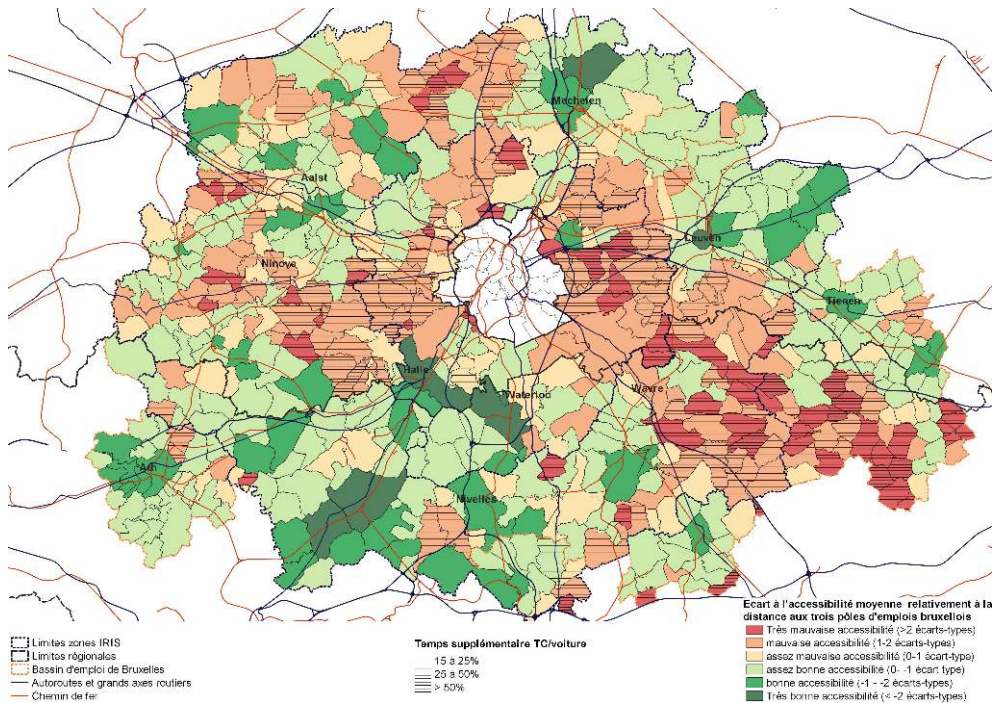 Mechelen
Aalst
Leuven
Ninove
Tienen
Halle
Waterloo
Wavre
Ath
Nivelles
Limites zones IRIS
Limites régionales
Bassin d'emploi de Bruxelles
Autoroutes et grands axes routiers
Chemin de fer
Temps supplémentaire TC/voiture
15 à 25%
25 à 50%
> 50%
Ecart à l'accessibilité moyenne relativement à la
distance aux trois pôles d'emplois bruxellois
Très mauvaise accessibilité (>2 écarts-types)
mauvaise accessibilité (1-2 écarts-types)
assez mauvaise accessibilité (0-1 écart-type)
assez bonne accessibilité (0- -1 écart type)
bonne accessibilité (-1 - -2 écarts-types)
Très bonne accessibilité (< -2 écarts-types)